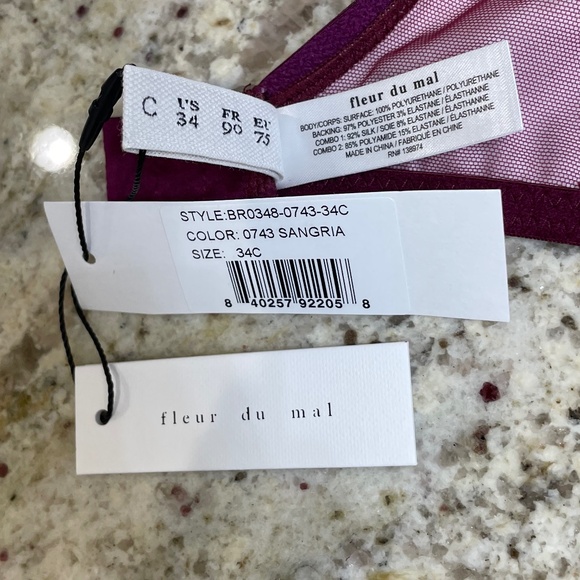 C US FR EU
34 90 75
fleur du mal
BODY/CORPS: SURFACE: 100% POLYURETHANE / POLYURÉTHANE
BACKING: 97% POLYESTER 3% ELASTANE / ÉLASTHANNE
COMBO 1: 92% SILK / SOIE 8% ELASTANE / ÉLASTHANNE
COMBO 2: 85% POLYAMIDE 15% ELASTANE / ÉLASTHANNE
MADE IN CHINA / FABRIQUÉ EN CHINE
RN# 138974
STYLE:BR0348-0743-34C
COLOR: 0743 SANGRIA
SIZE: 34C
8 40257 92205 8
fleur du mal